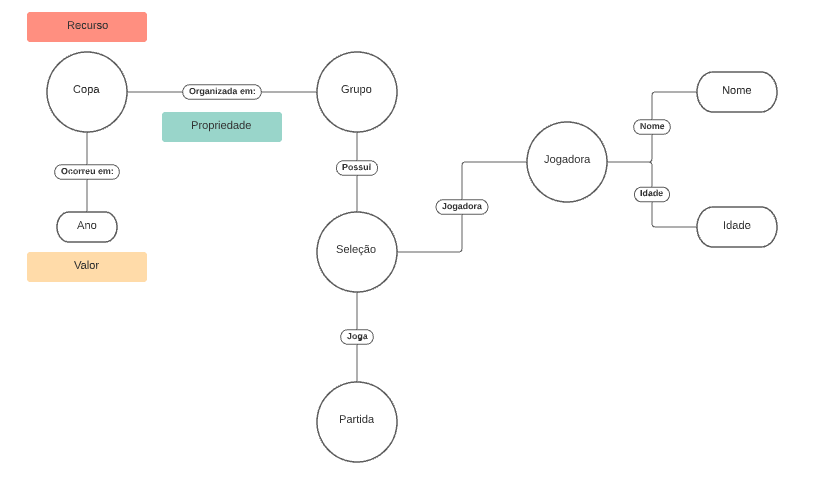 Recurso
Copa
Organizada em:
Grupo
Nome
Propriedade
Nome
Ocorreu em:
Possui
Jogadora
Idade
Jogadora
Ano
Idade
Valor
Seleção
Joga
Partida